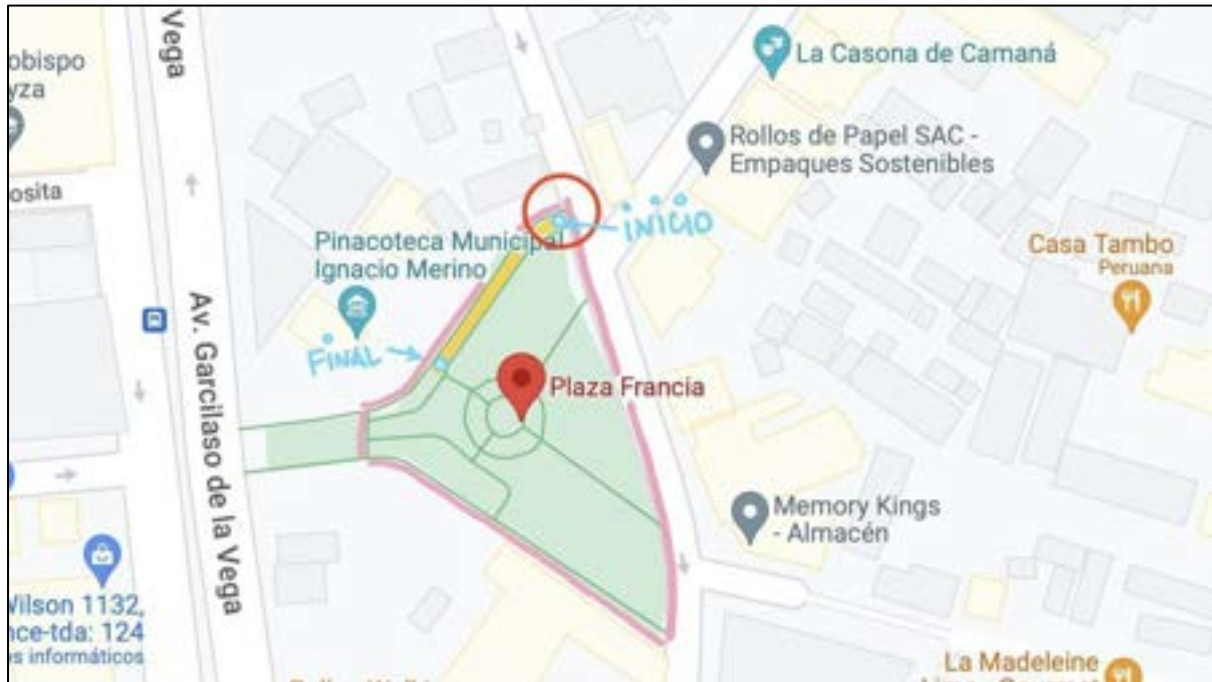 Vega
obispo
yza
La Casona de Camaná
Rollos de Papel SAC -
Empaques Sostenibles
osita
INICIO
Pinacoteca Municipal
Ignacio Merino
Casa Tambo
Peruana
FINAL
Av. Garcilaso de la Vega
Plaza Francia
Memory Kings
- Almacén
Wilson 1132,
nce-tda: 124
os informáticos
La Madeleine